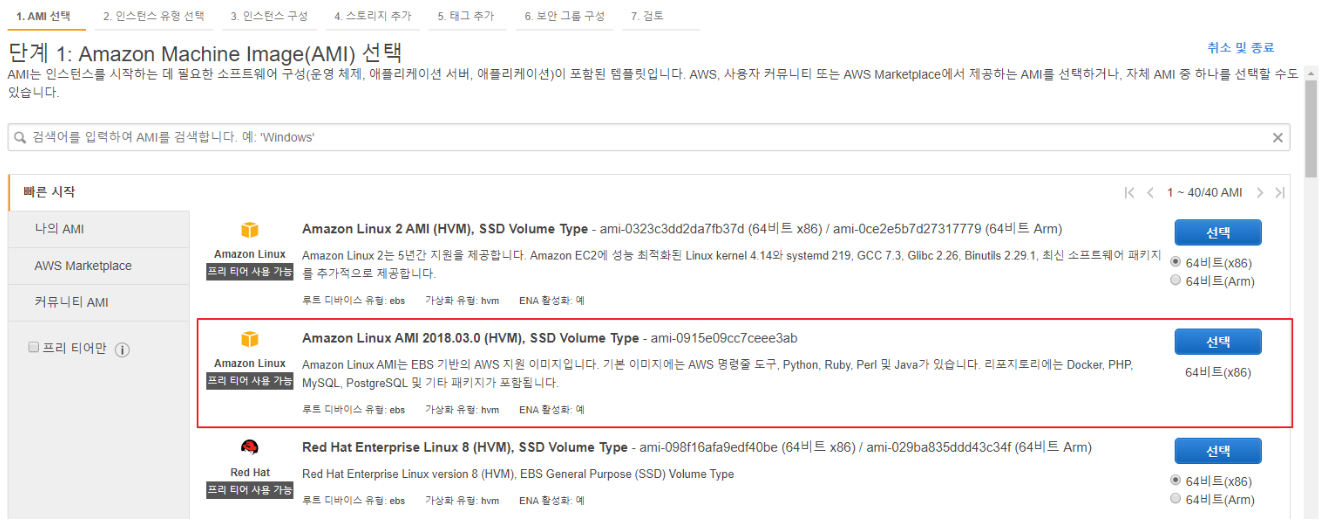 1. AMI 선택 2. 인스턴스 유형 선택 3. 인스턴스 구성 4. 스토리지 추가 5. 태그 추가 6. 보안 그룹 구성 7. 검토
단계 1: Amazon Machine Image(AMI) 선택
취소 및 종료
AMI는 인스턴스를 시작하는 데 필요한 소프트웨어 구성(운영 체제, 애플리케이션 서버, 애플리케이션)이 포함된 템플릿입니다. AWS, 사용자 커뮤니티 또는 AWS Marketplace에서 제공하는 AMI를 선택하거나, 자체 AMI 중 하나를 선택할 수도
있습니다.
검색어를 입력하여 AMI를 검색합니다. 예: 'Windows'
빠른 시작
1 ~ 40/40 AMI
나의 AMI
AWS Marketplace
커뮤니티 AMI
프리 티어만
Amazon Linux
프리 티어 사용 가능
Amazon Linux 2 AMI (HVM), SSD Volume Type - ami-0323c3dd2da7fb37d (64비트 x86) / ami-0ce2e5b7d27317779 (64비트 Arm)
Amazon Linux 2는 5년간 지원을 제공합니다. Amazon EC2에 성능 최적화된 Linux kernel 4.14와 systemd 219, GCC 7.3, Glibc 2.26, Binutils 2.29.1, 최신 소프트웨어 패키지
를 추가적으로 제공합니다.
루트 디바이스 유형: ebs 가상화 유형: hvm ENA 활성화: 예
선택
64비트(x86)
64비트(Arm)
Amazon Linux
프리 티어 사용 가능
Amazon Linux AMI 2018.03.0 (HVM), SSD Volume Type - ami-0915e09cc7ceee3ab
Amazon Linux AMI는 EBS 기반의 AWS 지원 이미지입니다. 기본 이미지에는 AWS 명령줄 도구, Python, Ruby, Perl 및 Java가 있습니다. 리포지토리에는 Docker, PHP,
MySQL, PostgreSQL 및 기타 패키지가 포함됩니다.
루트 디바이스 유형: ebs 가상화 유형: hvm ENA 활성화: 예
선택
64비트(x86)
Red Hat
프리 티어 사용 가능
Red Hat Enterprise Linux 8 (HVM), SSD Volume Type - ami-098f16afa9edf40be (64비트 x86) / ami-029ba835ddd43c34f (64비트 Arm)
Red Hat Enterprise Linux version 8 (HVM), EBS General Purpose (SSD) Volume Type
루트 디바이스 유형: ebs 가상화 유형: hvm ENA 활성화: 예
선택
64비트(x86)
64비트(Arm)